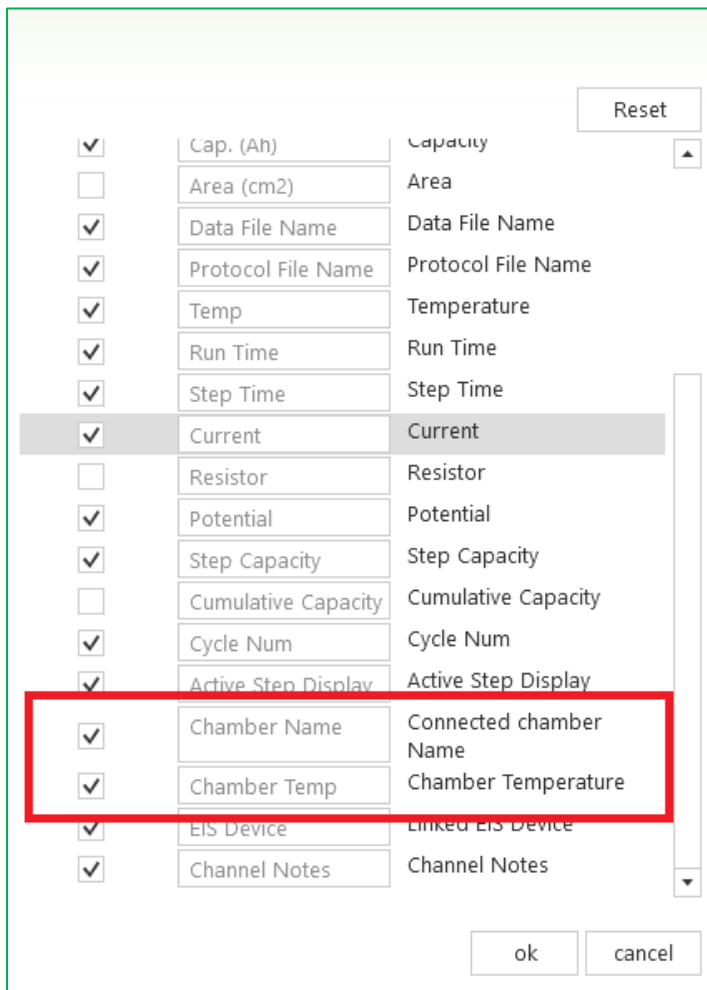 Reset
Cap. (Ah) Capacity
Area (cm2) Area
Data File Name Data File Name
Protocol File Name Protocol File Name
Temp Temperature
Run Time Run Time
Step Time Step Time
Current Current
Resistor Resistor
Potential Potential
Step Capacity Step Capacity
Cumulative Capacity Cumulative Capacity
Cycle Num Cycle Num
Active Step Display Active Step Display
Chamber Name Connected chamber
Name
Chamber Temp Chamber Temperature
EIS Device Linked EIS Device
Channel Notes Channel Notes
ok cancel